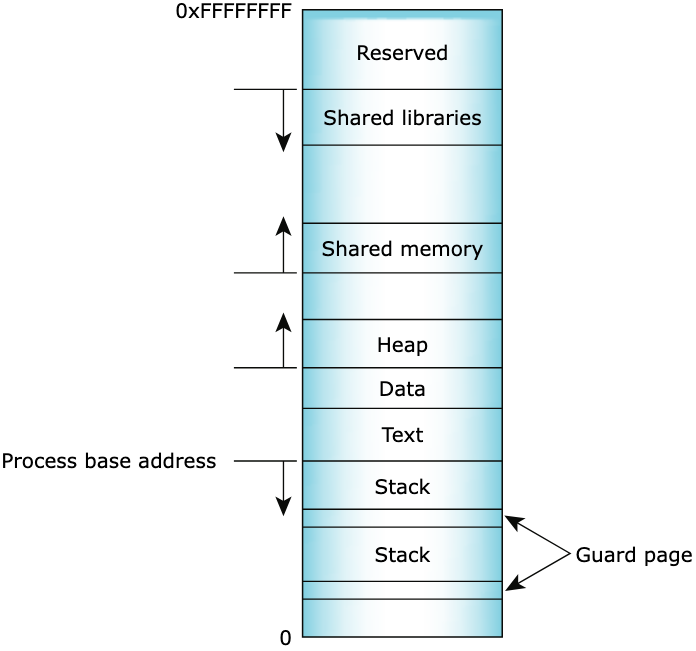 0xFFFFFFFF
Reserved
Shared libraries
Shared memory
Heap
Data
Text
Process base address
Stack
Stack
Guard page
0